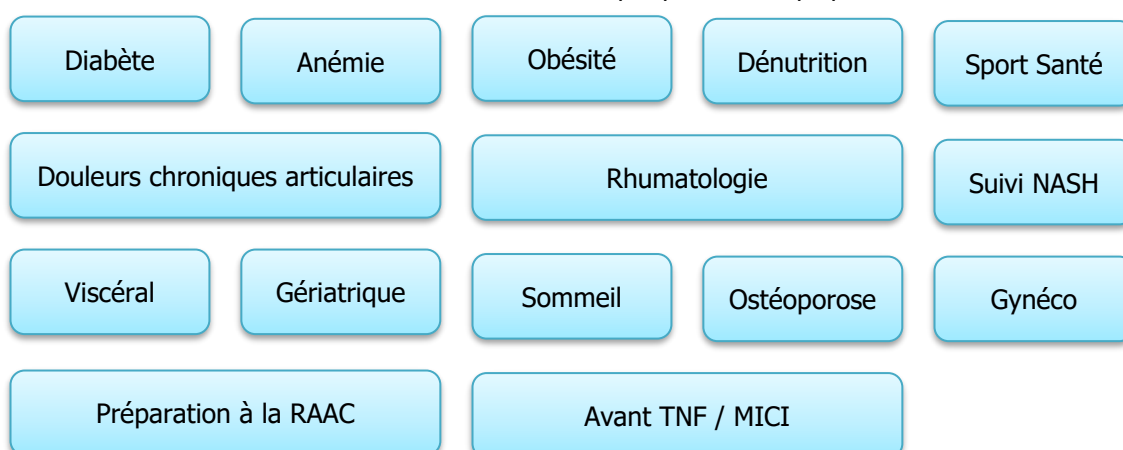 Diabète
Anémie
Obésité
Dénutrition
Sport Santé
Douleurs chroniques articulaires
Rhumatologie
Suivi NASH
Viscéral
Gériatrique
Sommeil
Ostéoporose
Gynéco
Préparation à la RAAC
Avant TNF / MICI